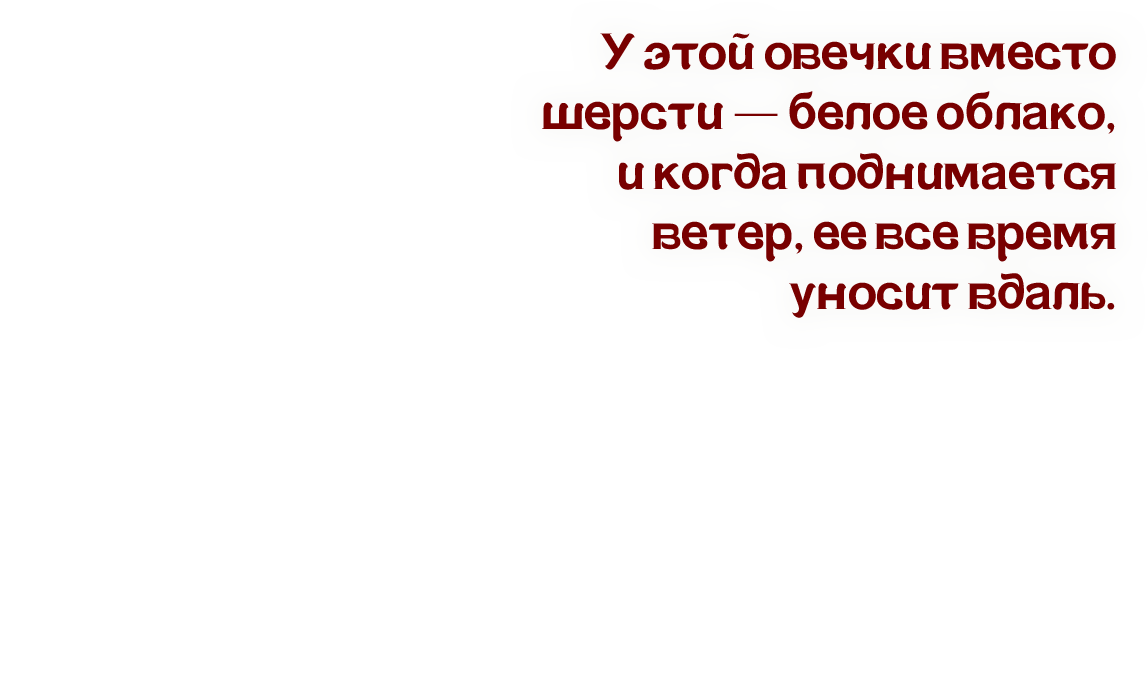 У этой овечки вместо
шерсти — белое облако,
и когда поднимается
ветер, ее все время
уносит вдаль.